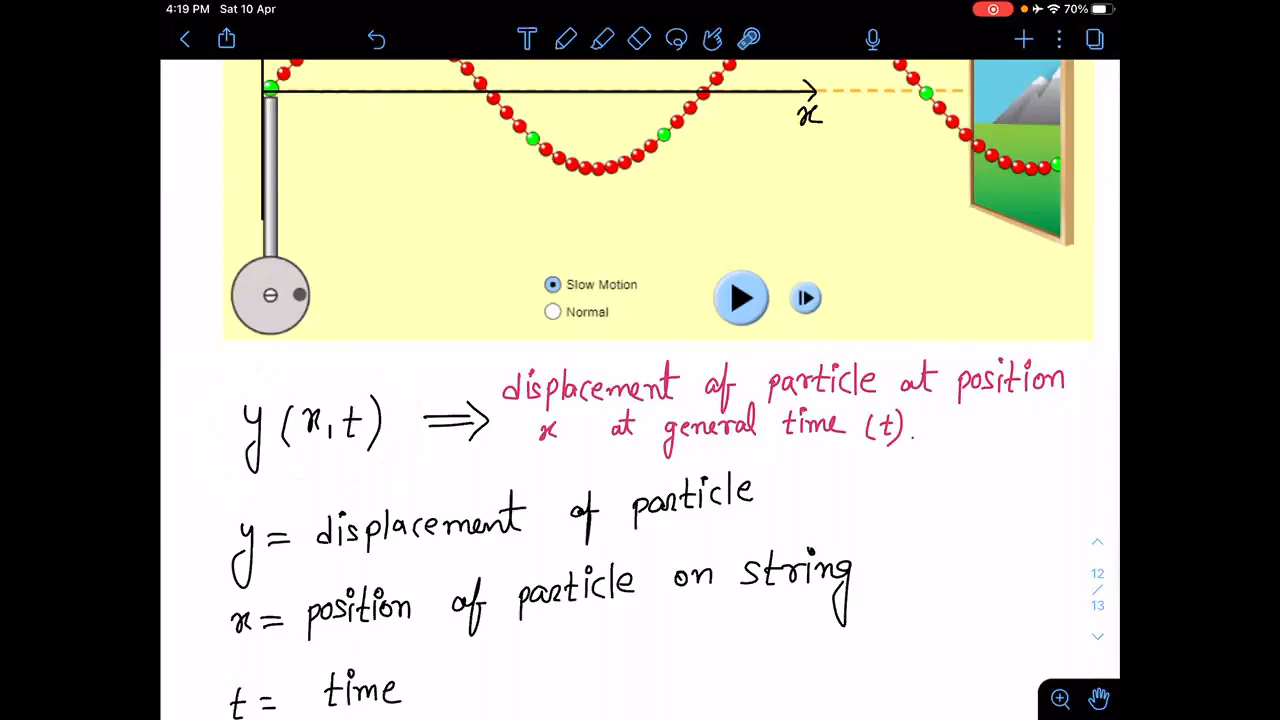 4:19 PM Sat 10 Apr
70%
T
x
Slow Motion
Normal
y(x,t) ⟹ displacement of particle at position
x at general time (t).
y = displacement of particle
x = position of particle on string
12
/
13
t = time